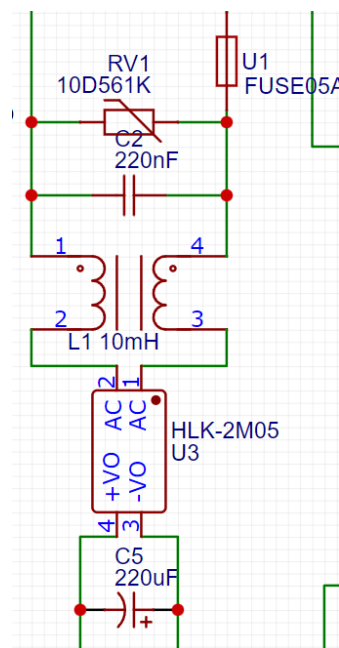 U1
FUSE05A
RV1
10D561K
C2
220nF
1
4
2
3
L1 10mH
2
1
AC
AC
HLK-2M05
U3
+VO
-VO
4
3
C5
220uF
+